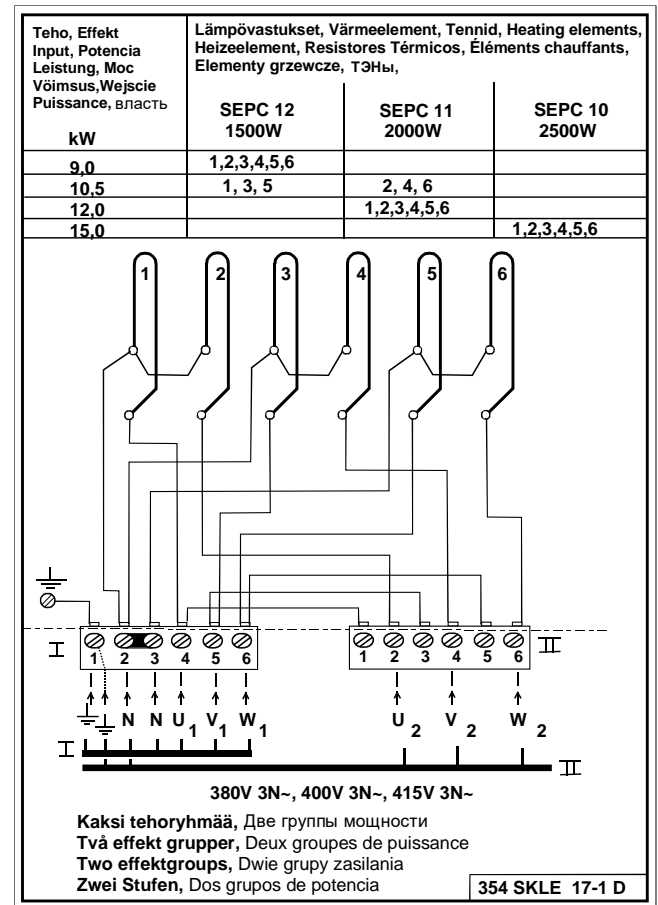 Teho, Effekt
Input, Potencia
Leistung, Moc
Vöimsus,Wejscie
Puissance, власть
kW
Lämpövastukset, Värmeelement, Tennid, Heating elements,
Heizeelement, Resistores Térmicos, Éléments chauffants,
Elementy grzewcze, ТЭНы,
SEPC 12 SEPC 11 SEPC 10
1500W 2000W 2500W
9,0 1,2,3,4,5,6
10,5 1, 3, 5 2, 4, 6
12,0 1,2,3,4,5,6
15,0 1,2,3,4,5,6
1 2 3 4 5 6
I 1 2 3 4 5 6 1 2 3 4 5 6 II
N N U1 V1 W1 U2 V2 W2
I
II
380V 3N~, 400V 3N~, 415V 3N~
Kaksi tehoryhmää, Две группы мощности
Två effekt grupper, Deux groupes de puissance
Two effektgroups, Dwie grupy zasilania
Zwei Stufen, Dos grupos de potencia
354 SKLE 17-1 D